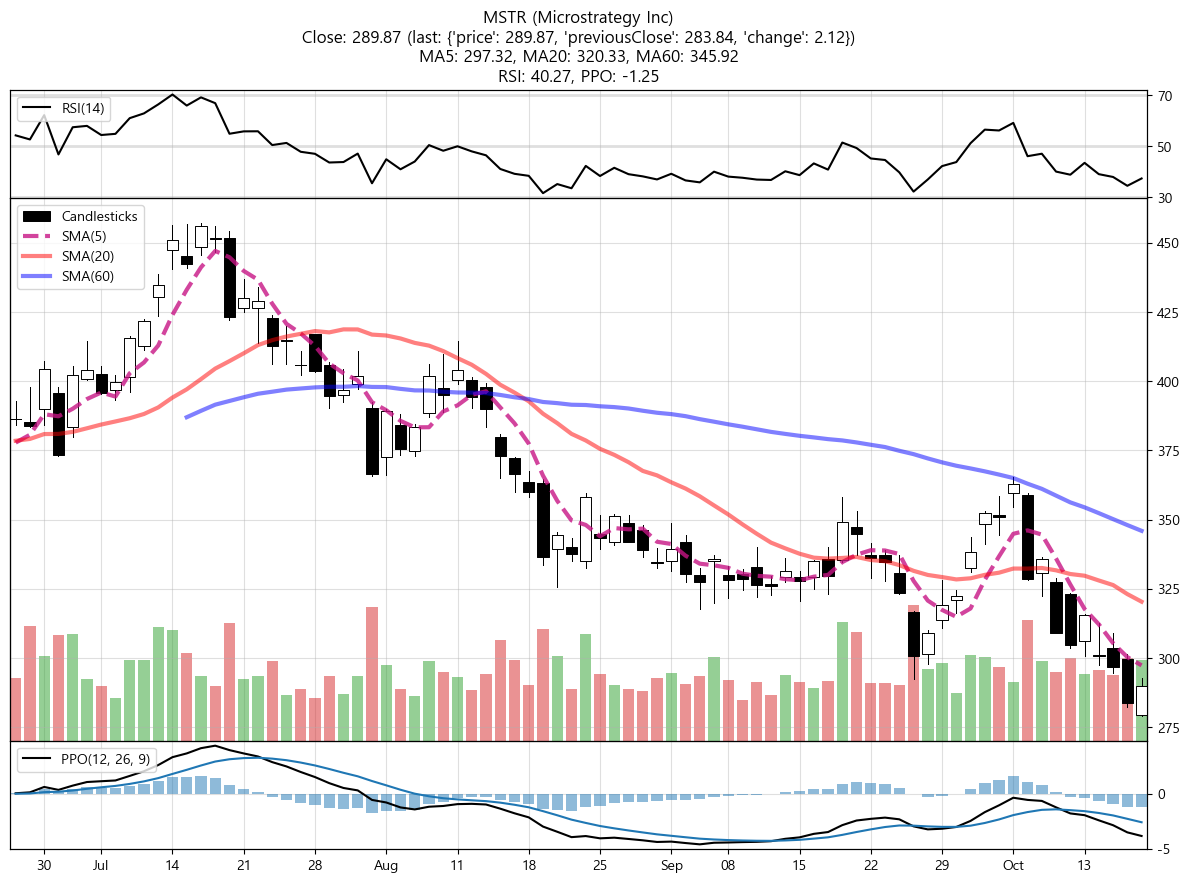 MSTR (Microstrategy Inc)
Close: 289.87 (last: {'price': 289.87, 'previousClose': 283.84, 'change': 2.12})
MA5: 297.32, MA20: 320.33, MA60: 345.92
RSI: 40.27, PPO: -1.25
RSI(14)
70
50
30
Candlesticks
SMA(5)
SMA(20)
SMA(60)
450
425
400
375
350
325
300
275
PPO(12, 26, 9)
0
-5
30 Jul 14 21 28 Aug 11 18 25 Sep 08 15 22 29 Oct 13